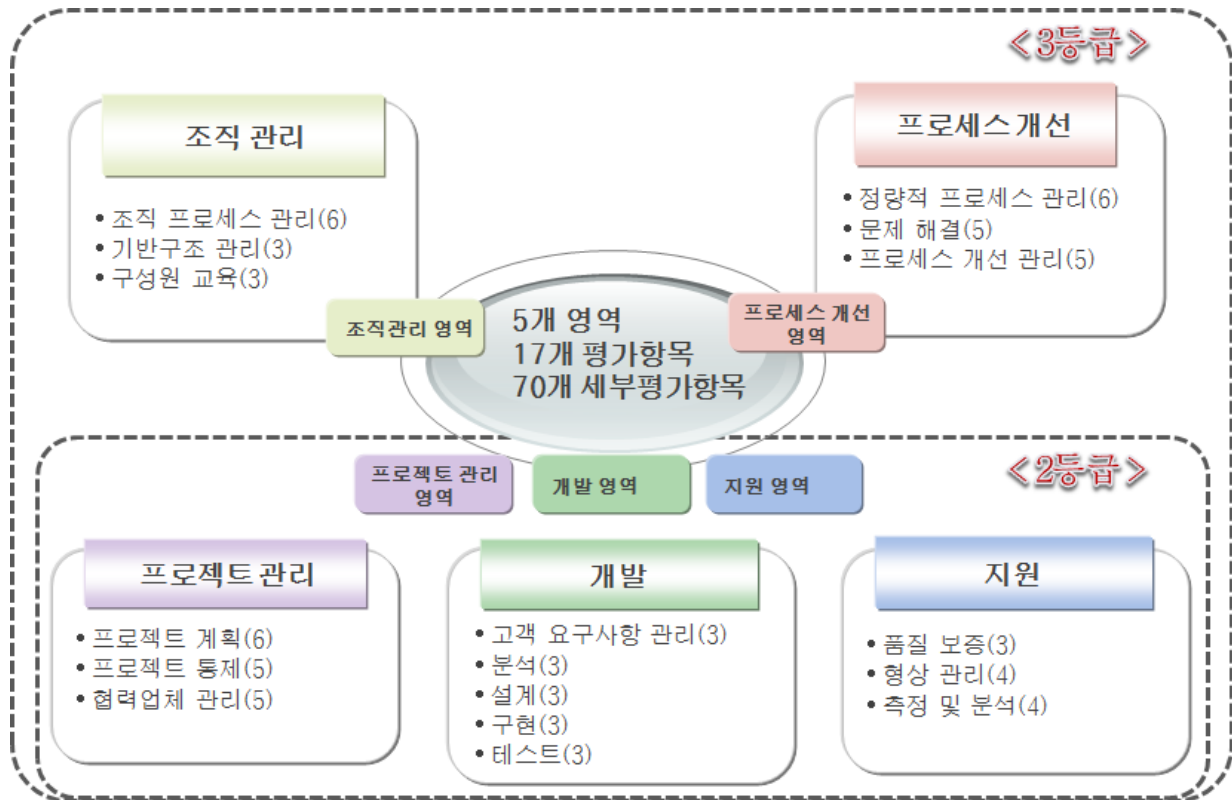 <3등급>
조직 관리
• 조직 프로세스 관리(6)
• 기반구조 관리(3)
• 구성원 교육(3)
프로세스 개선
• 정량적 프로세스 관리(6)
• 문제 해결(5)
• 프로세스 개선 관리(5)
조직관리 영역
5개 영역
17개 평가항목
70개 세부평가항목
프로세스 개선
영역
<2등급>
프로젝트 관리
영역
개발 영역
지원 영역
프로젝트 관리
• 프로젝트 계획(6)
• 프로젝트 통제(5)
• 협력업체 관리(5)
개발
• 고객 요구사항 관리(3)
• 분석(3)
• 설계(3)
• 구현(3)
• 테스트(3)
지원
• 품질 보증(3)
• 형상 관리(4)
• 측정 및 분석(4)